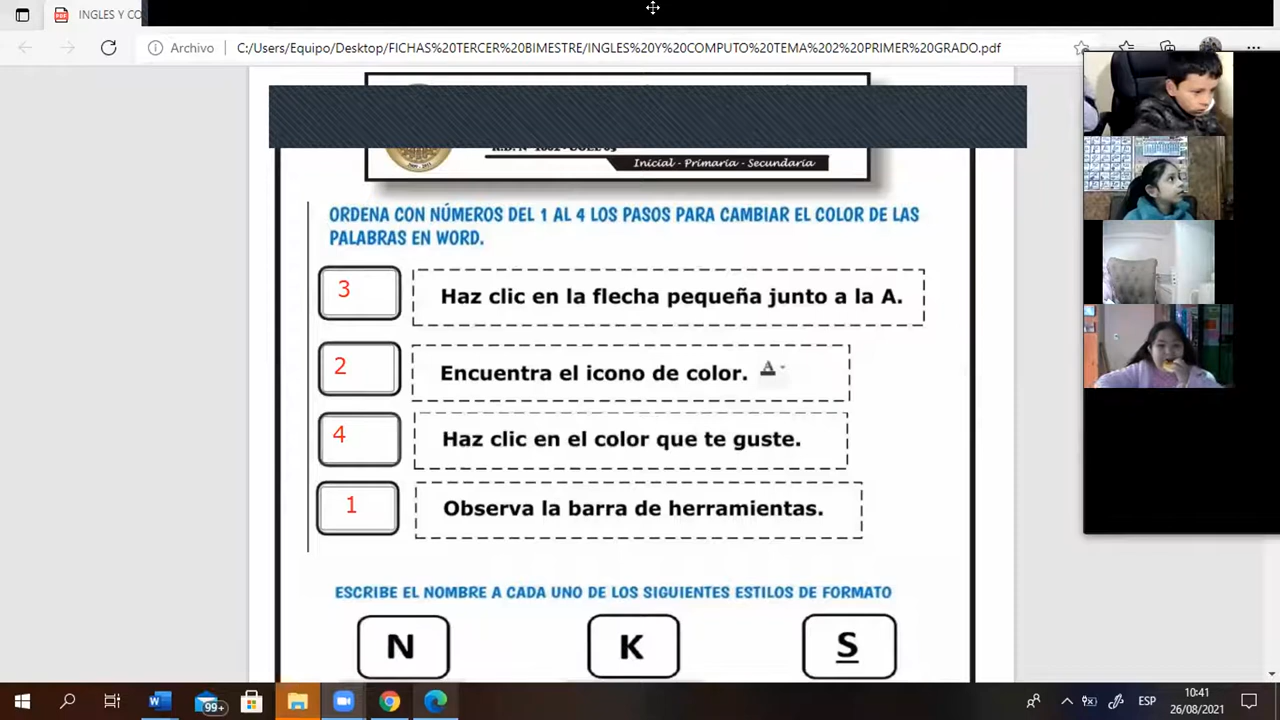 INGLES Y CO
Archivo
C:/Users/Equipo/Desktop/FICHAS%20TERCER%20BIMESTRE/INGLES%20Y%20COMPUTO%20TEMA%202%20PRIMER%20GRADO.pdf
Inicial - Primaria - Secundaria
ORDENA CON NÚMEROS DEL 1 AL 4 LOS PASOS PARA CAMBIAR EL COLOR DE LAS
PALABRAS EN WORD.
3 Haz clic en la flecha pequeña junto a la A.
2 Encuentra el icono de color. A
4 Haz clic en el color que te guste.
1 Observa la barra de herramientas.
ESCRIBE EL NOMBRE A CADA UNO DE LOS SIGUIENTES ESTILOS DE FORMATO
N K S
99+
ESP
10:41
26/08/2021